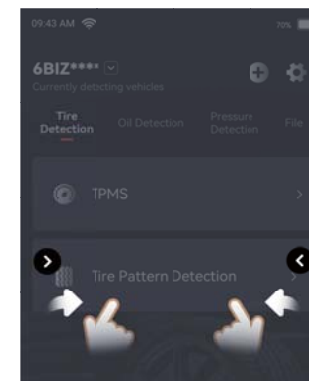 09:43 AM
70%
6BIZ****
Currently detecting vehicles
Tire Detection
Oil Detection
Pressure Detection
File
TPMS
Tire Pattern Detection